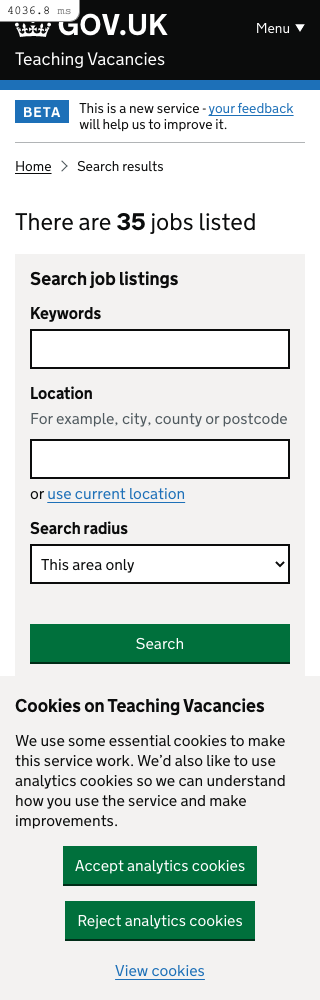 4036.8 ms
GOV.UK
Menu ▼
Teaching Vacancies
BETA
This is a new service - your feedback
will help us to improve it.
Home
Search results
There are 35 jobs listed
Search job listings
Keywords
Location
For example, city, county or postcode
or use current location
Search radius
This area only
Search
Cookies on Teaching Vacancies
We use some essential cookies to make
this service work. We'd also like to use
analytics cookies so we can understand
how you use the service and make
improvements.
Accept analytics cookies
Reject analytics cookies
View cookies